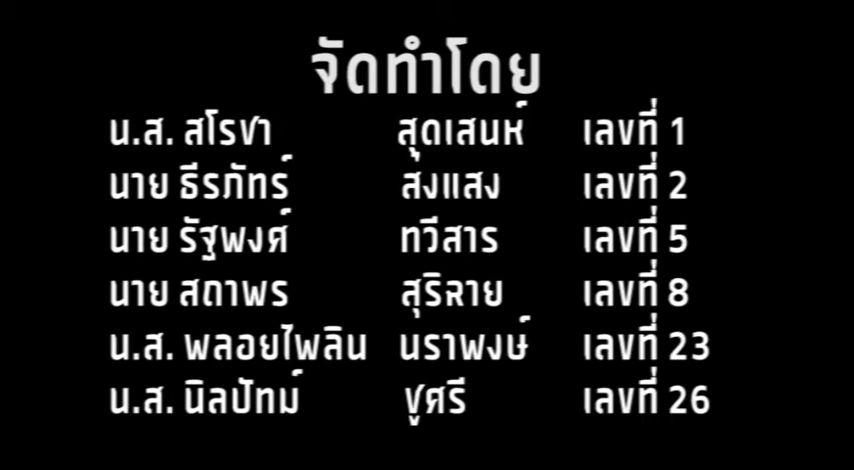 จัดทำโดย
น.ส. สโรชา สุดเสนห์ เลขที่ 1
นาย ธีรภัทร์ ส่งแสง เลขที่ 2
นาย รัฐพงศ์ ทวีสาร เลขที่ 5
นาย สถาพร สุริฉาย เลขที่ 8
น.ส. พลอยไพลิน นราพงษ์ เลขที่ 23
น.ส. นิลปัทม์ ชูศรี เลขที่ 26